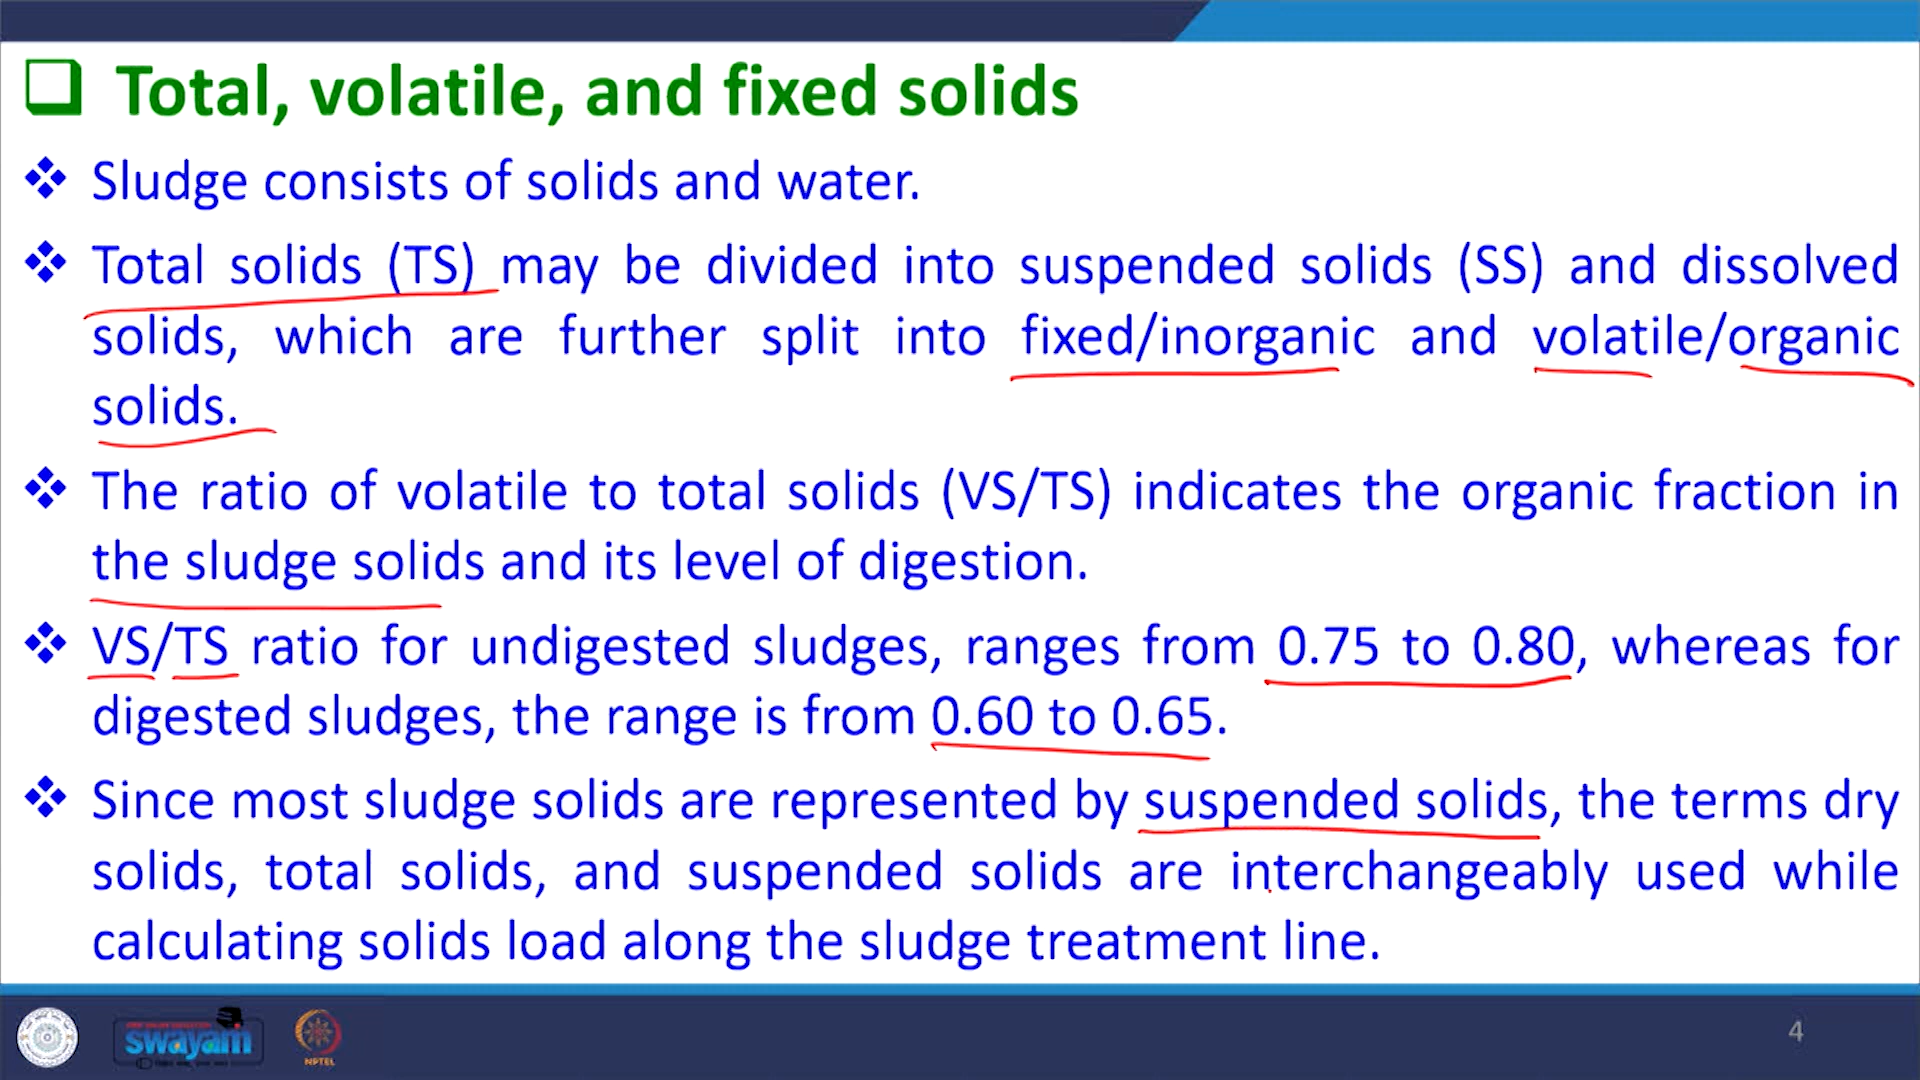 Total, volatile, and fixed solids
Sludge consists of solids and water.
Total solids (TS) may be divided into suspended solids (SS) and dissolved
solids, which are further split into fixed/inorganic and volatile/organic
solids.
The ratio of volatile to total solids (VS/TS) indicates the organic fraction in
the sludge solids and its level of digestion.
VS/TS ratio for undigested sludges, ranges from 0.75 to 0.80, whereas for
digested sludges, the range is from 0.60 to 0.65.
Since most sludge solids are represented by suspended solids, the terms dry
solids, total solids, and suspended solids are interchangeably used while
calculating solids load along the sludge treatment line.
swayam
NPTEL
4